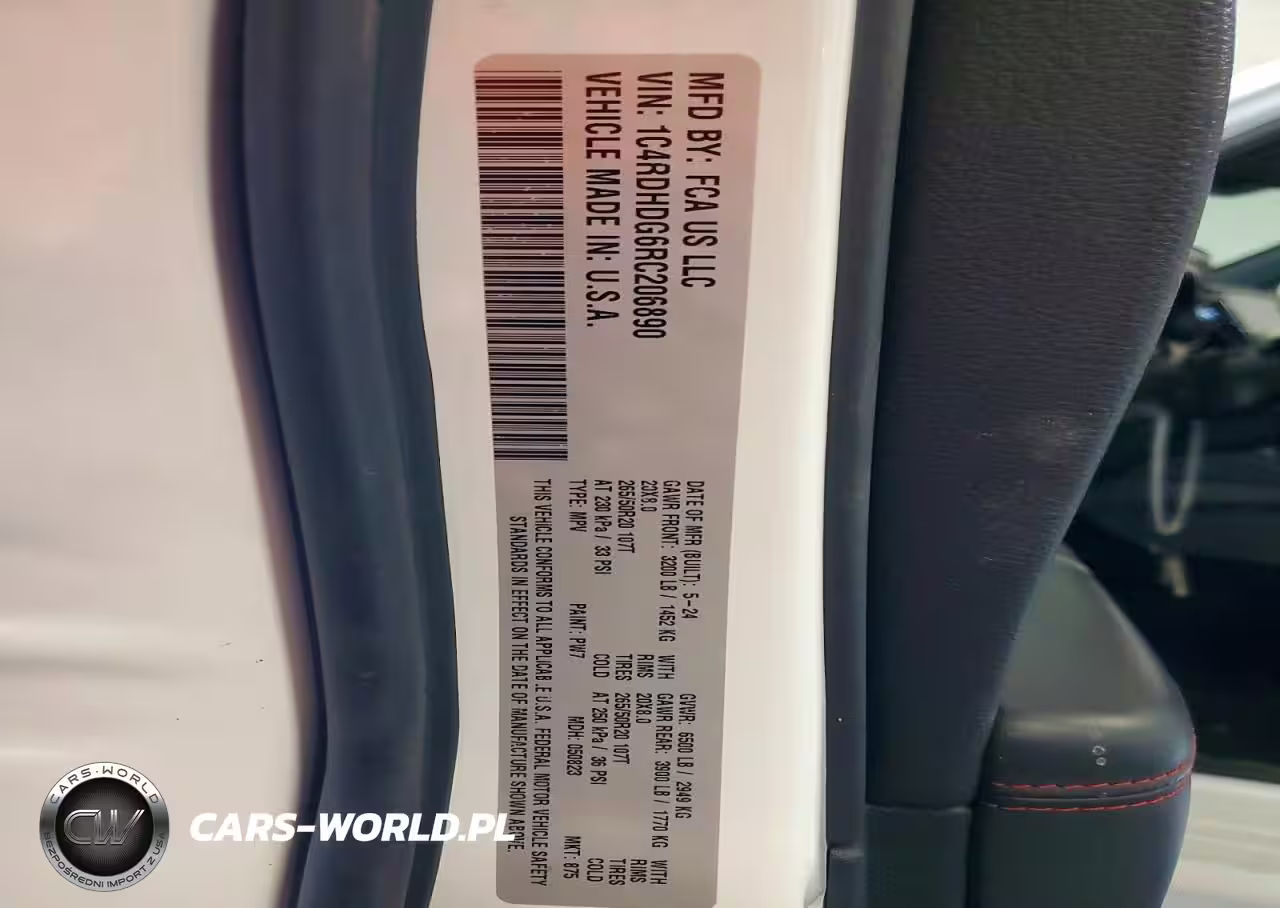 MFD BY: FCA US LLC
VIN: 1C4RDHDG6RC206890
VEHICLE MADE IN: U.S.A.
DATE OF MFR (BUILT): 5-24 GVWR: 6500 LB / 2949 KG
GAWR FRONT: 3200 LB / 1452 KG WITH GAWR REAR: 3900 LB / 1770 KG WITH
20X8.0 RIMS 20X8.0 RIMS
265/50R20 107T TIRES 265/50R20 107T TIRES
AT 230 kPa / 33 PSI COLD AT 250 kPa / 36 PSI COLD
TYPE: MPV PAINT: PW7 MDH: 050823 MKT: 875
THIS VEHICLE CONFORMS TO ALL APPLICABLE U.S.A. FEDERAL MOTOR VEHICLE SAFETY
STANDARDS IN EFFECT ON THE DATE OF MANUFACTURE SHOWN ABOVE.
CARS-WORLD
CW
BEZPOŚREDNI IMPORT Z USA
CARS-WORLD.PL